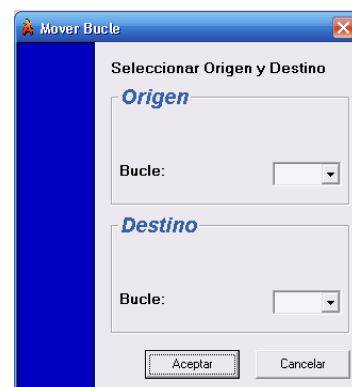 Mover Bucle
Seleccionar Origen y Destino
Origen
Bucle:
Destino
Bucle:
Aceptar Cancelar